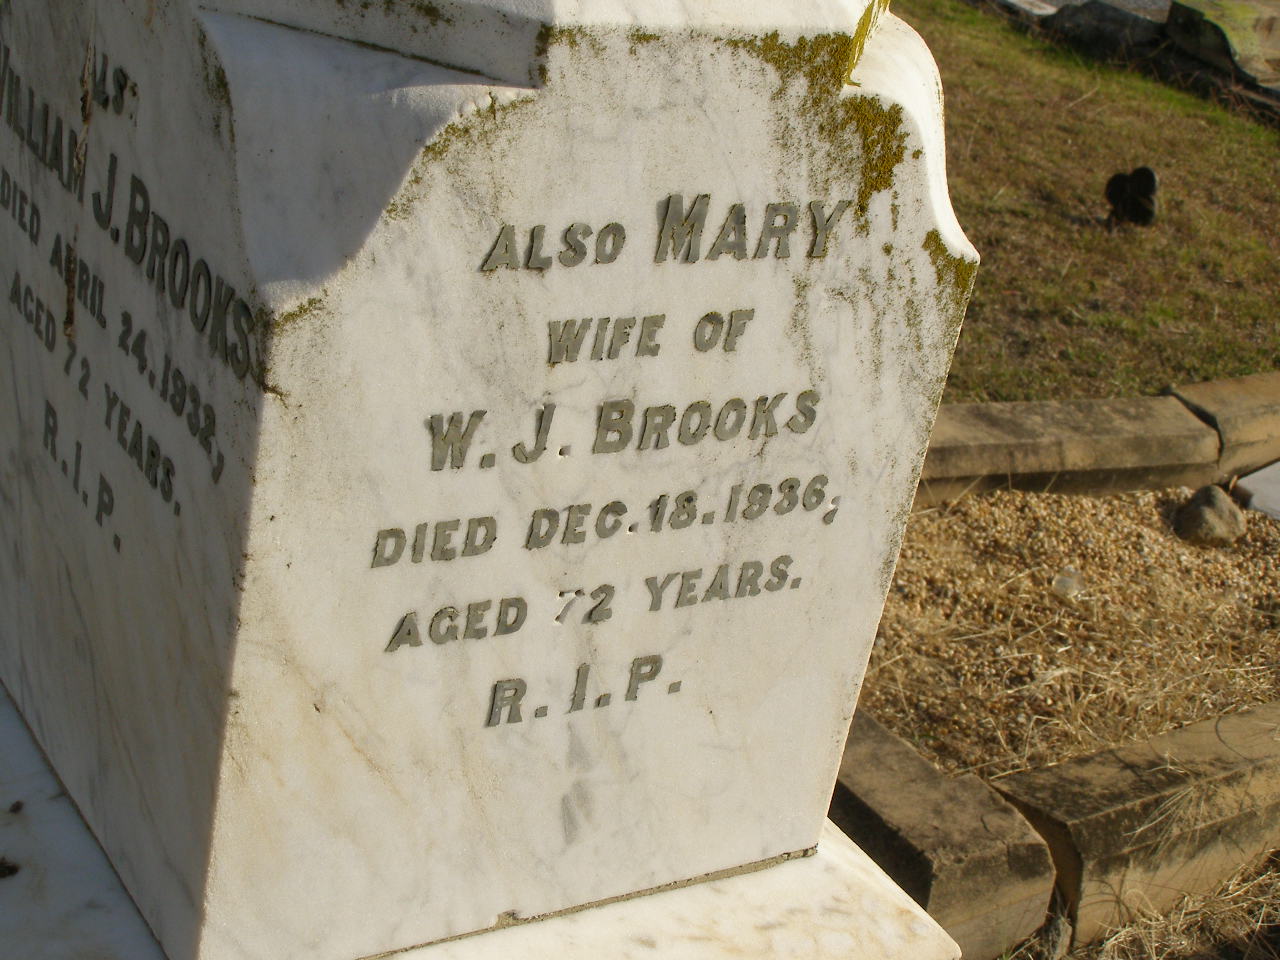 ALSO
WILLIAM J. BROOKS
DIED APRIL 24. 1932,
AGED 72 YEARS.
R. I. P.
ALSO MARY
WIFE OF
W. J. BROOKS
DIED DEC. 18. 1936,
AGED 72 YEARS.
R. I. P.